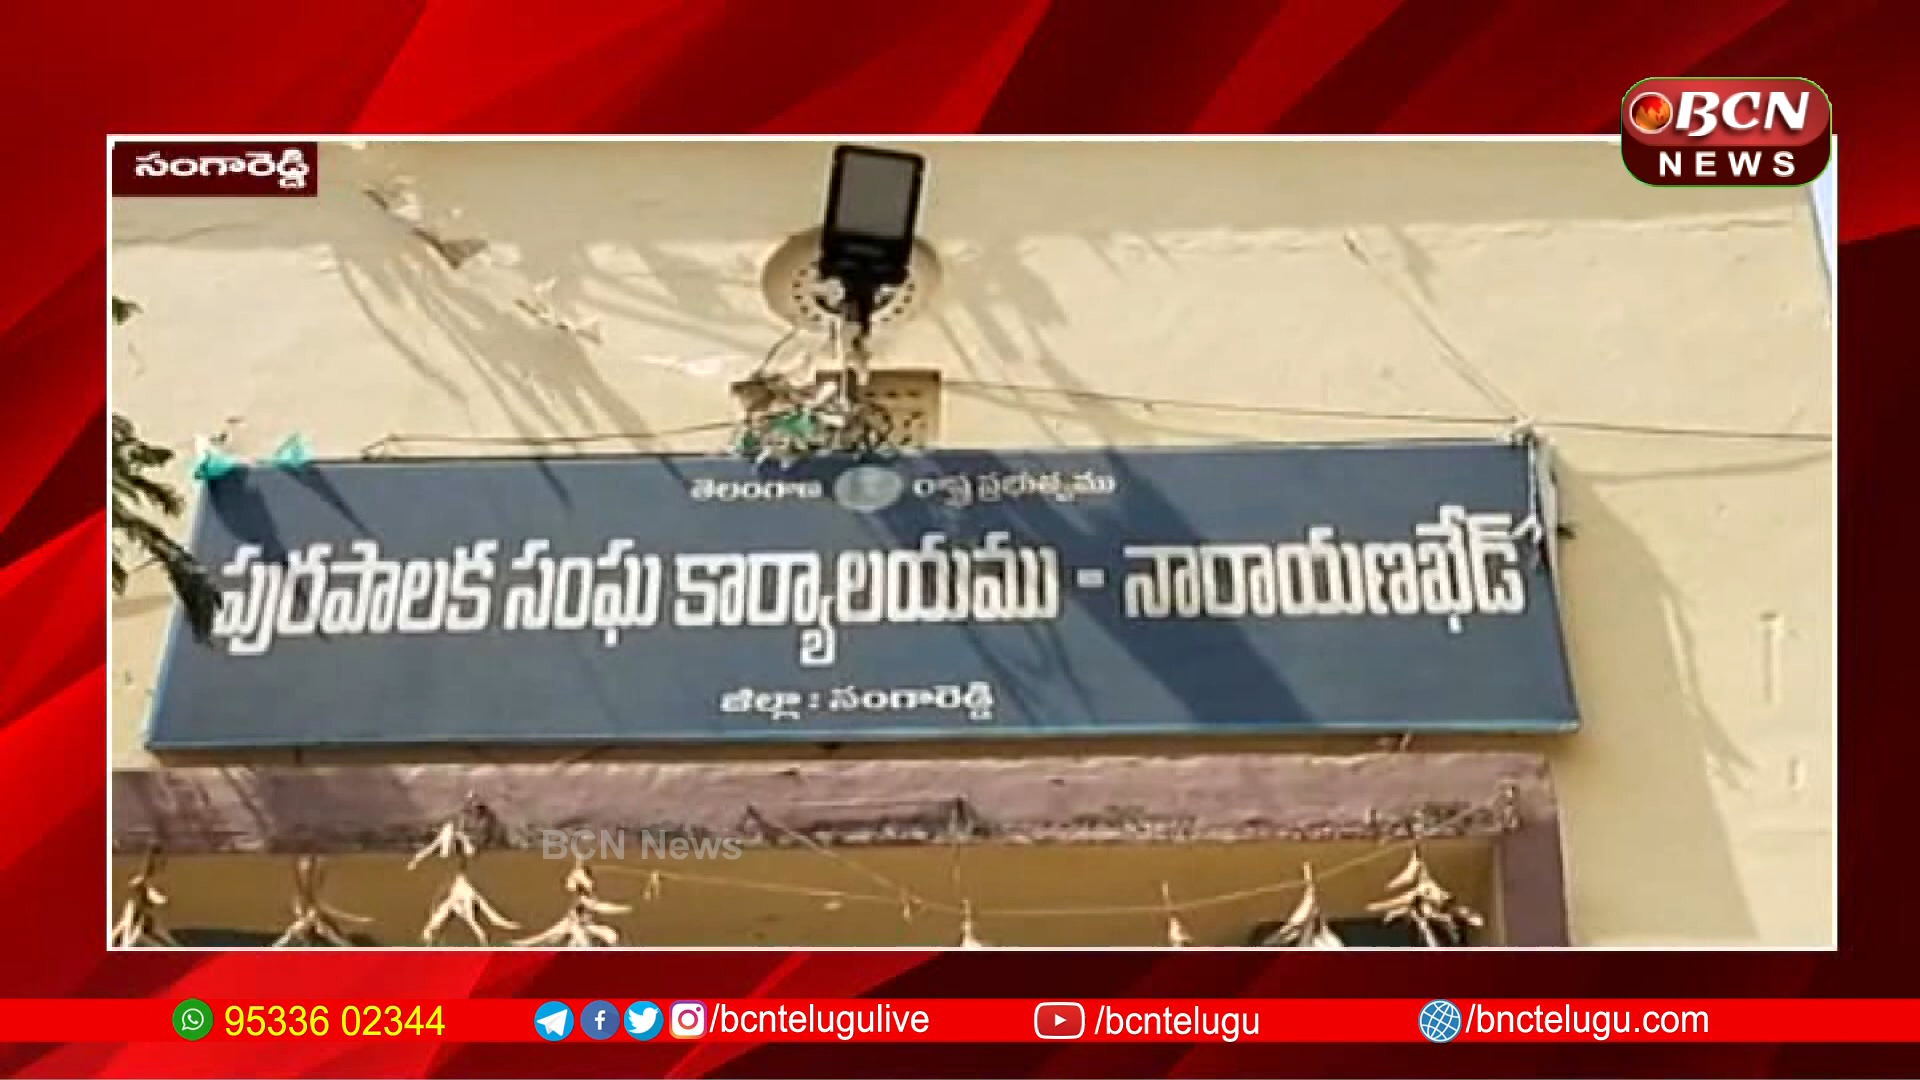 BCN
NEWS
సంగారెడ్డి
తెలంగాణ రాష్ట్ర ప్రభుత్వము
పురపాలక సంఘ కార్యాలయము - నారాయణఖేడ్
జిల్లా : సంగారెడ్డి
BCN News
95336 02344
/bcntelugulive
/bcntelugu
/bnctelugu.com